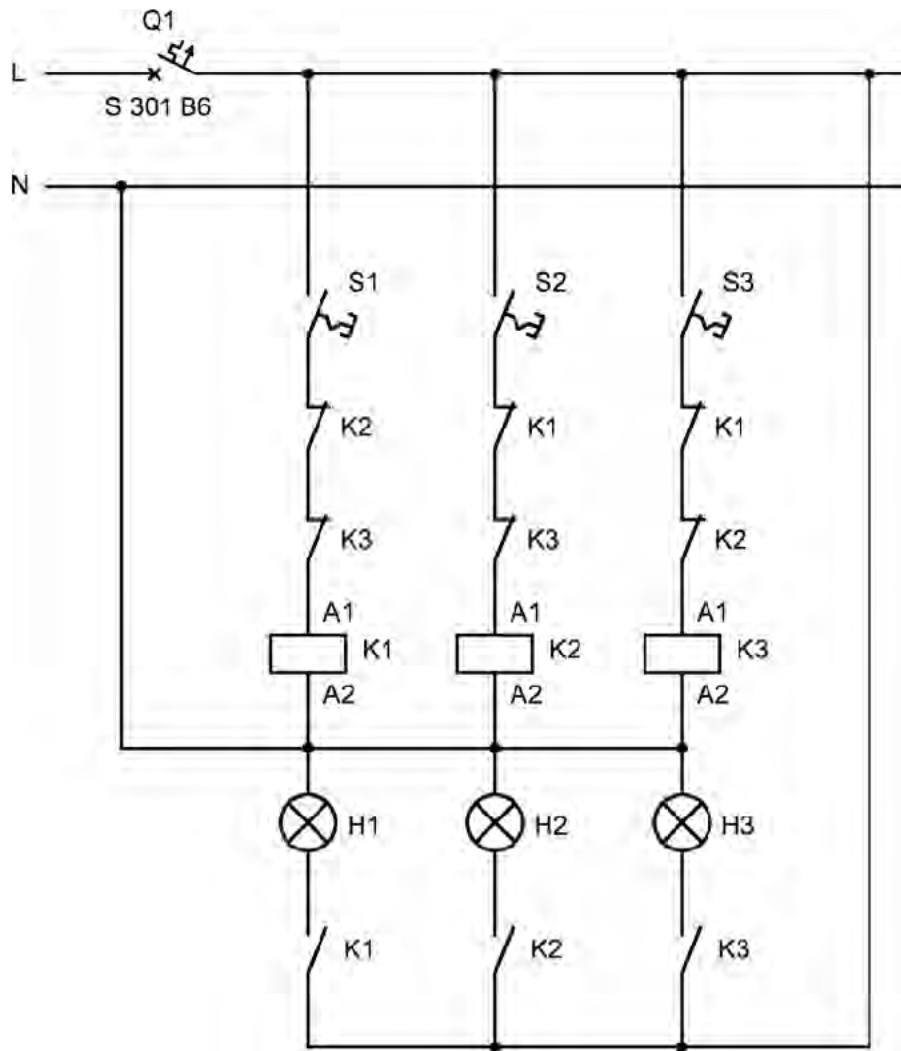 Q1
L
S 301 B6
N
S1 S2 S3
K2 K1 K1
K3 K3 K2
A1 A1 A1
K1 K2 K3
A2 A2 A2
H1 H2 H3
K1 K2 K3